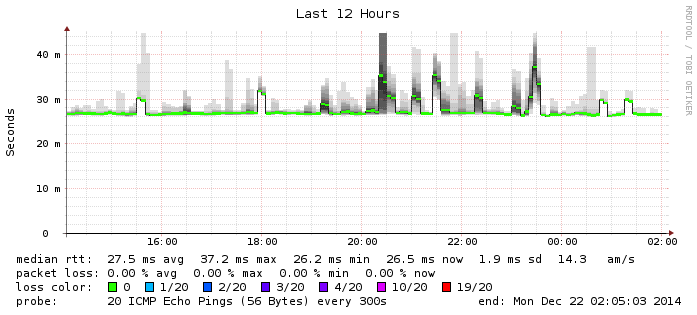 Last 12 Hours
RRDTOOL / TOBI OETIKER
Seconds
40 m
30 m
20 m
10 m
0
16:00 18:00 20:00 22:00 00:00 02:00
median rtt: 27.5 ms avg 37.2 ms max 26.2 ms min 26.5 ms now 1.9 ms sd 14.3 am/s
packet loss: 0.00 % avg 0.00 % max 0.00 % min 0.00 % now
loss color: 0 1/20 2/20 3/20 4/20 10/20 19/20
probe: 20 ICMP Echo Pings (56 Bytes) every 300s end: Mon Dec 22 02:05:03 2014